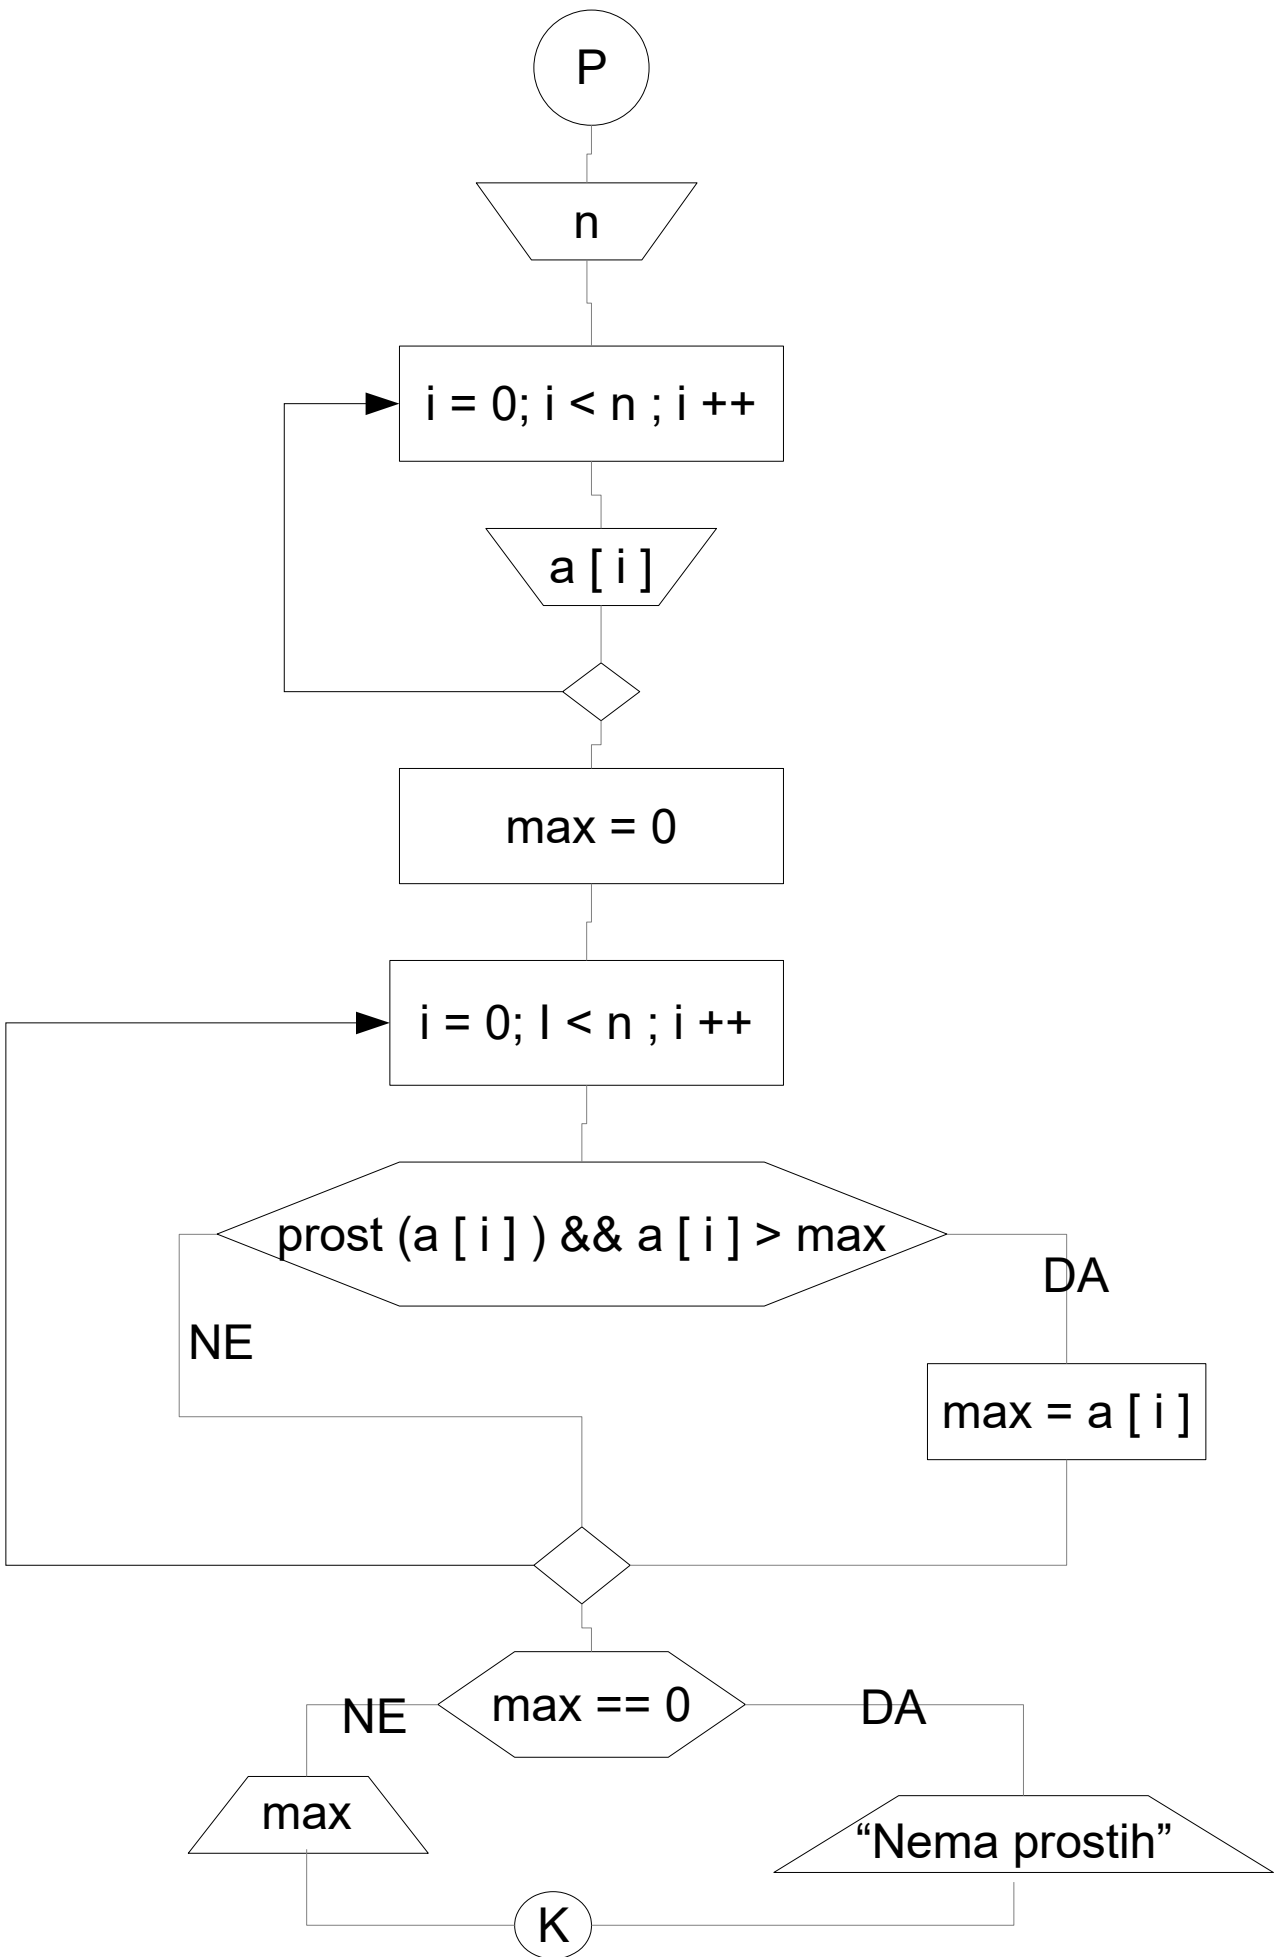 P
n
i = 0; i < n ; i ++
a [ i ]
max = 0
i = 0; I < n ; i ++
prost (a [ i ] ) && a [ i ] > max
DA
NE
max = a [ i ]
NE
max == 0
DA
max
“Nema prostih”
K